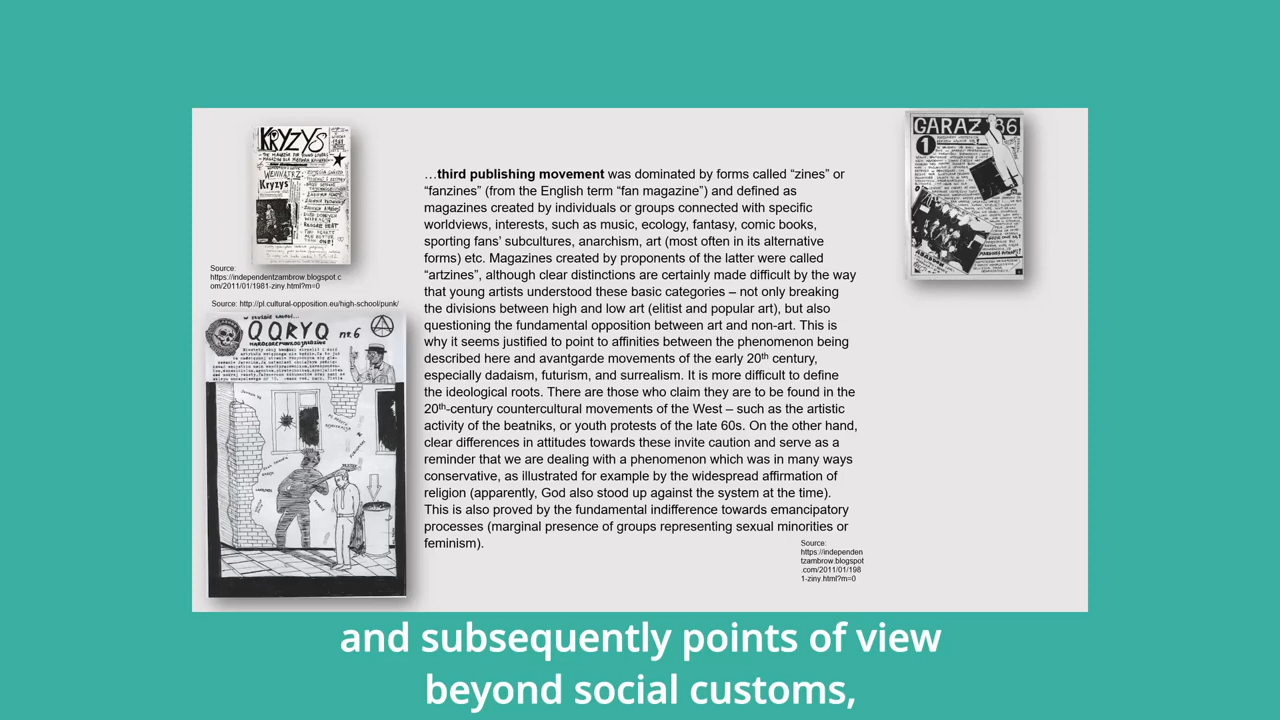 KRYZYS
WEWNĄTRZ
Kryzys
Source:
https://independentzambrow.blogspot.c
om/2011/01/1981-ziny.html?m=0
Source: http://pl.cultural-opposition.eu/high-school/punk/
QQRYQ nr. 6
…third publishing movement was dominated by forms called “zines” or
“fanzines” (from the English term “fan magazine”) and defined as
magazines created by individuals or groups connected with specific
worldviews, interests, such as music, ecology, fantasy, comic books,
sporting fans’ subcultures, anarchism, art (most often in its alternative
forms) etc. Magazines created by proponents of the latter were called
“artzines”, although clear distinctions are certainly made difficult by the way
that young artists understood these basic categories – not only breaking
the divisions between high and low art (elitist and popular art), but also
questioning the fundamental opposition between art and non-art. This is
why it seems justified to point to affinities between the phenomenon being
described here and avantgarde movements of the early 20th century,
especially dadaism, futurism, and surrealism. It is more difficult to define
the ideological roots. There are those who claim they are to be found in the
20th-century countercultural movements of the West – such as the artistic
activity of the beatniks, or youth protests of the late 60s. On the other hand,
clear differences in attitudes towards these invite caution and serve as a
reminder that we are dealing with a phenomenon which was in many ways
conservative, as illustrated for example by the widespread affirmation of
religion (apparently, God also stood up against the system at the time).
This is also proved by the fundamental indifference towards emancipatory
processes (marginal presence of groups representing sexual minorities or
feminism).
GARAZ 86
1
Source:
https://independen
tzambrow.blogspot
.com/2011/01/198
1-ziny.html?m=0
and subsequently points of view
beyond social customs,